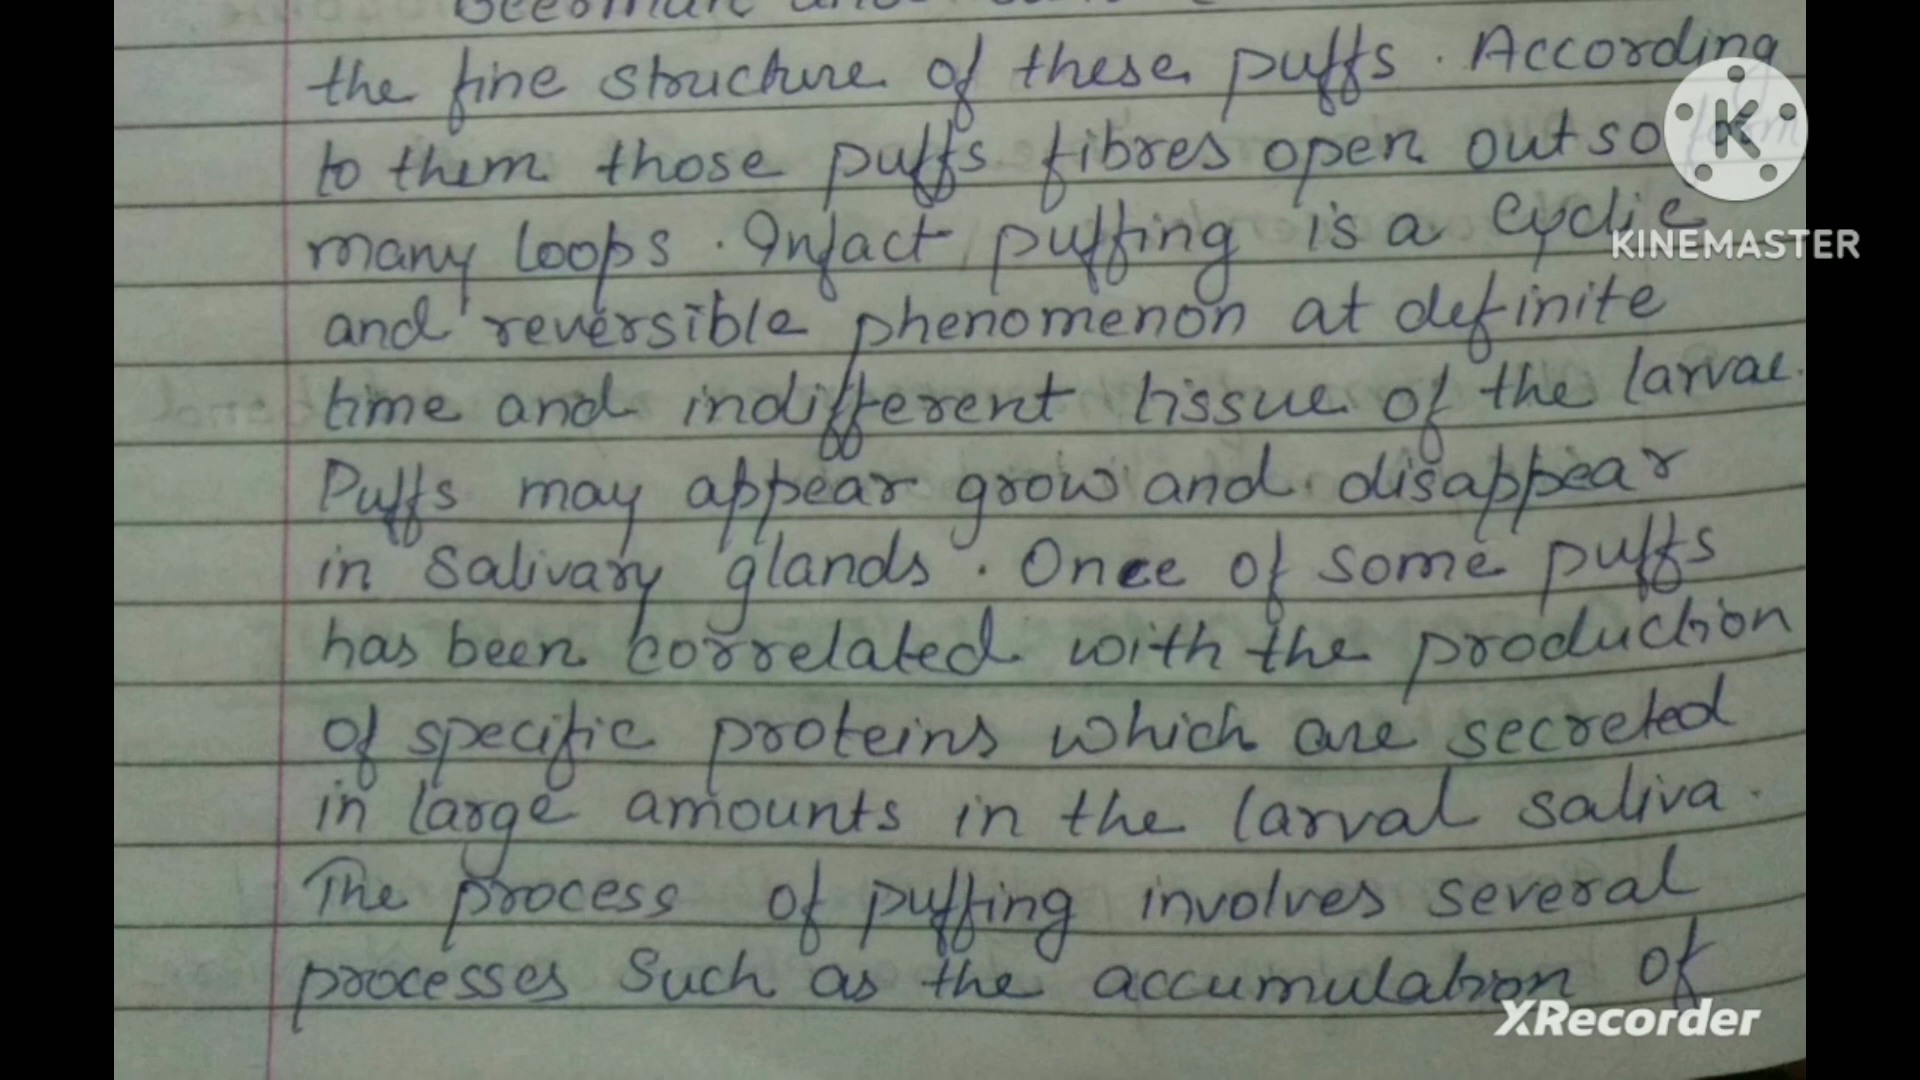 the fine structure of these puffs. According
to them those puffs fibres open out so
many loops. Infact puffing is a cyclic
and reversible phenomenon at definite
time and indifferent tissue of the larvae.
Puffs may appear grow and disappear
in salivary glands. Once of some puffs
has been correlated with the production
of specific proteins which are secreted
in large amounts in the larval saliva.
The process of puffing involves several
processes Such as the accumulation of
K
KINEMASTER
XRecorder